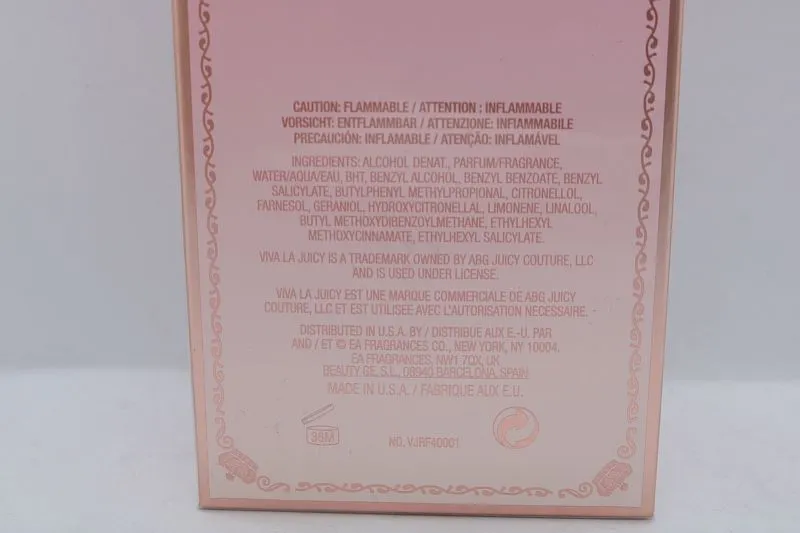 CAUTION: FLAMMABLE / ATTENTION : INFLAMMABLE
VORSICHT: ENTFLAMMBAR / ATTENZIONE: INFIAMMABILE
PRECAUCIÓN: INFLAMABLE / ATENÇÃO: INFLAMÁVEL
INGREDIENTS: ALCOHOL DENAT., PARFUM/FRAGRANCE,
WATER/AQUA/EAU, BHT, BENZYL ALCOHOL, BENZYL BENZOATE, BENZYL
SALICYLATE, BUTYLPHENYL METHYLPROPIONAL, CITRONELLOL,
FARNESOL, GERANIOL, HYDROXYCITRONELLAL, LIMONENE, LINALOOL,
BUTYL METHOXYDIBENZOYLMETHANE, ETHYLHEXYL
METHOXYCINNAMATE, ETHYLHEXYL SALICYLATE.
VIVA LA JUICY IS A TRADEMARK OWNED BY ABG JUICY COUTURE, LLC
AND IS USED UNDER LICENSE.
VIVA LA JUICY EST UNE MARQUE COMMERCIALE DE ABG JUICY
COUTURE, LLC ET EST UTILISEE AVEC L'AUTORISATION NECESSAIRE.
DISTRIBUTED IN U.S.A. BY / DISTRIBUE AUX E.-U. PAR
AND / ET © EA FRAGRANCES CO., NEW YORK, NY 10004.
EA FRAGRANCES, NW1 7QX, UK
BEAUTY GE, S.L., 08940 BARCELONA, SPAIN
MADE IN U.S.A. / FABRIQUE AUX E.U.
36M
NO. VJRF40001